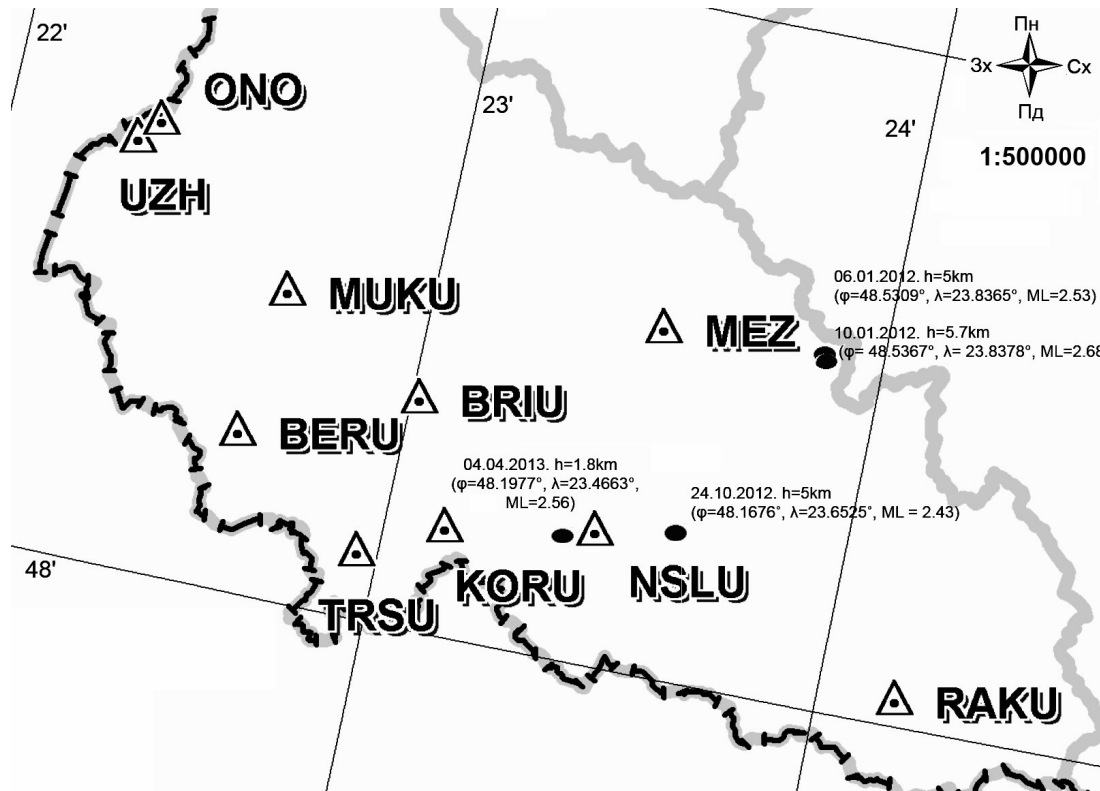 22'
ONO
Пн
Зх
Сх
Пд
23'
24'
1:500000
UZH
06.01.2012. h=5km
(φ=48.5309°, λ=23.8365°, ML=2.53)
MUKU
MEZ
10.01.2012. h=5.7km
(φ= 48.5367°, λ= 23.8378°, ML=2.68
BRIU
BERU
04.04.2013. h=1.8km
(φ=48.1977°, λ=23.4663°,
ML=2.56)
24.10.2012. h=5km
(φ=48.1676°, λ=23.6525°, ML = 2.43)
48'
KORU
NSLU
TRSU
RAKU